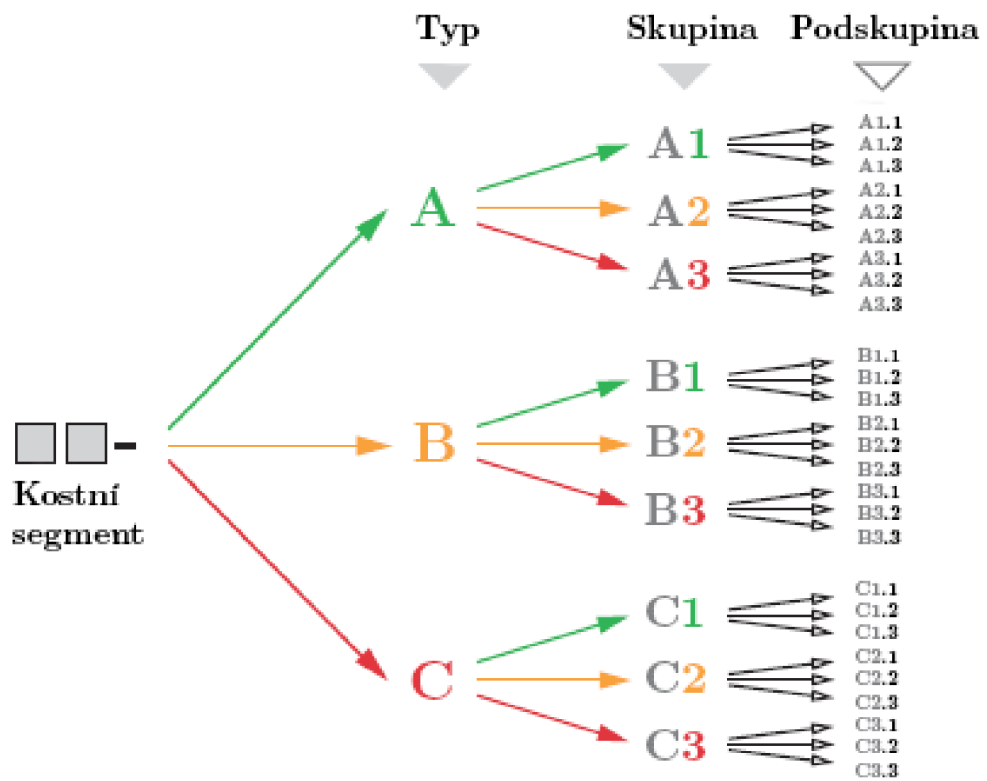 Typ Skupina Podskupina
A1.1
A1 A1.2
A1.3
A2.1
A A2 A2.2
A2.3
A3.1
A3 A3.2
A3.3
B1.1
B1 B1.2
B1.3
B2.1
B B2 B2.2
B2.3
Kostní
segment
B3.1
B3 B3.2
B3.3
C1.1
C1 C1.2
C1.3
C2.1
C C2 C2.2
C2.3
C3.1
C3 C3.2
C3.3